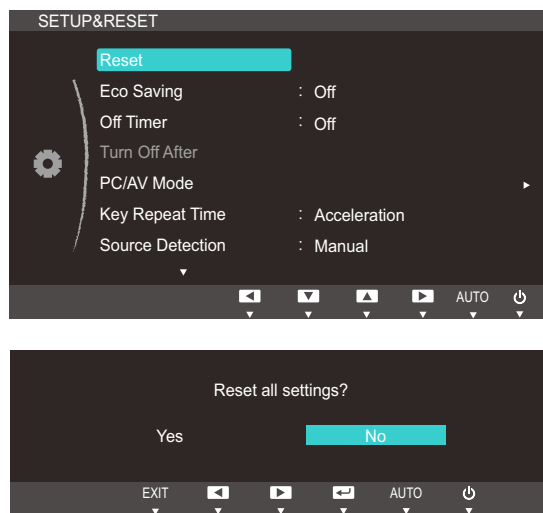 SETUP&RESET
Reset
Eco Saving : Off
Off Timer : Off
Turn Off After
PC/AV Mode
Key Repeat Time : Acceleration
Source Detection : Manual
AUTO
Reset all settings?
Yes No
EXIT AUTO